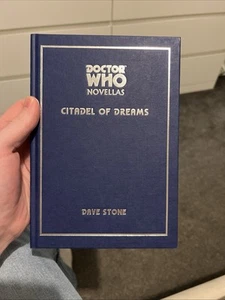 DOCTOR
WHO
NOVELLAS
CITADEL OF DREAMS
DAVE STONE